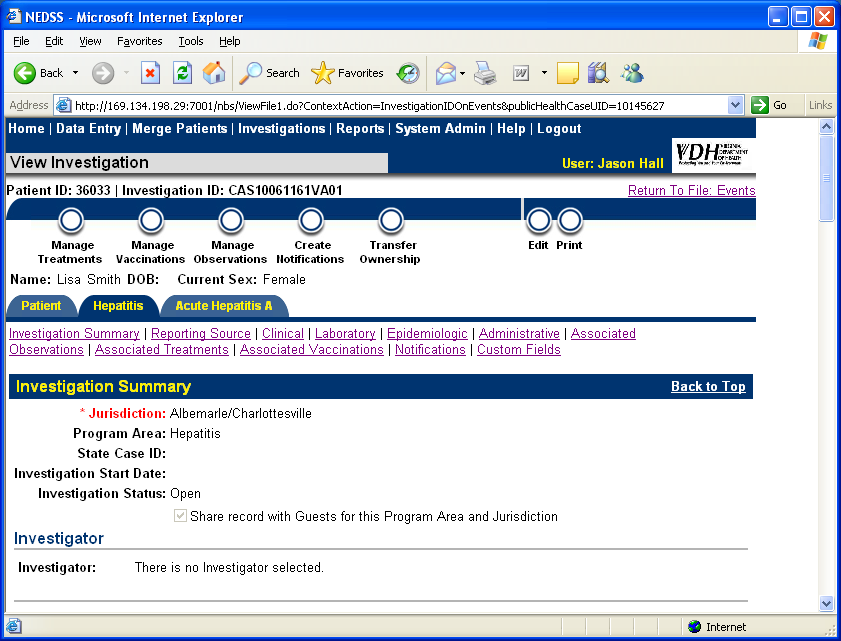 NEDSS - Microsoft Internet Explorer
File Edit View Favorites Tools Help
Back Search Favorites
Address http://169.134.198.29:7001/nbs/ViewFile1.do?ContextAction=InvestigationIDOnEvents&publicHealthCaseUID=10145627 Go Links
Home | Data Entry | Merge Patients | Investigations | Reports | System Admin | Help | Logout
View Investigation
User: Jason Hall
VDH VIRGINIA DEPARTMENT OF HEALTH
Protecting You and Your Environment
Patient ID: 36033 | Investigation ID: CAS10061161VA01 Return To File: Events
Manage Treatments Manage Vaccinations Manage Observations Create Notifications Transfer Ownership Edit Print
Name: Lisa Smith DOB: Current Sex: Female
Patient Hepatitis Acute Hepatitis A
Investigation Summary | Reporting Source | Clinical | Laboratory | Epidemiologic | Administrative | Associated
Observations | Associated Treatments | Associated Vaccinations | Notifications | Custom Fields
Investigation Summary Back to Top
* Jurisdiction: Albemarle/Charlottesville
Program Area: Hepatitis
State Case ID:
Investigation Start Date:
Investigation Status: Open
Share record with Guests for this Program Area and Jurisdiction
Investigator
Investigator: There is no Investigator selected.
Internet